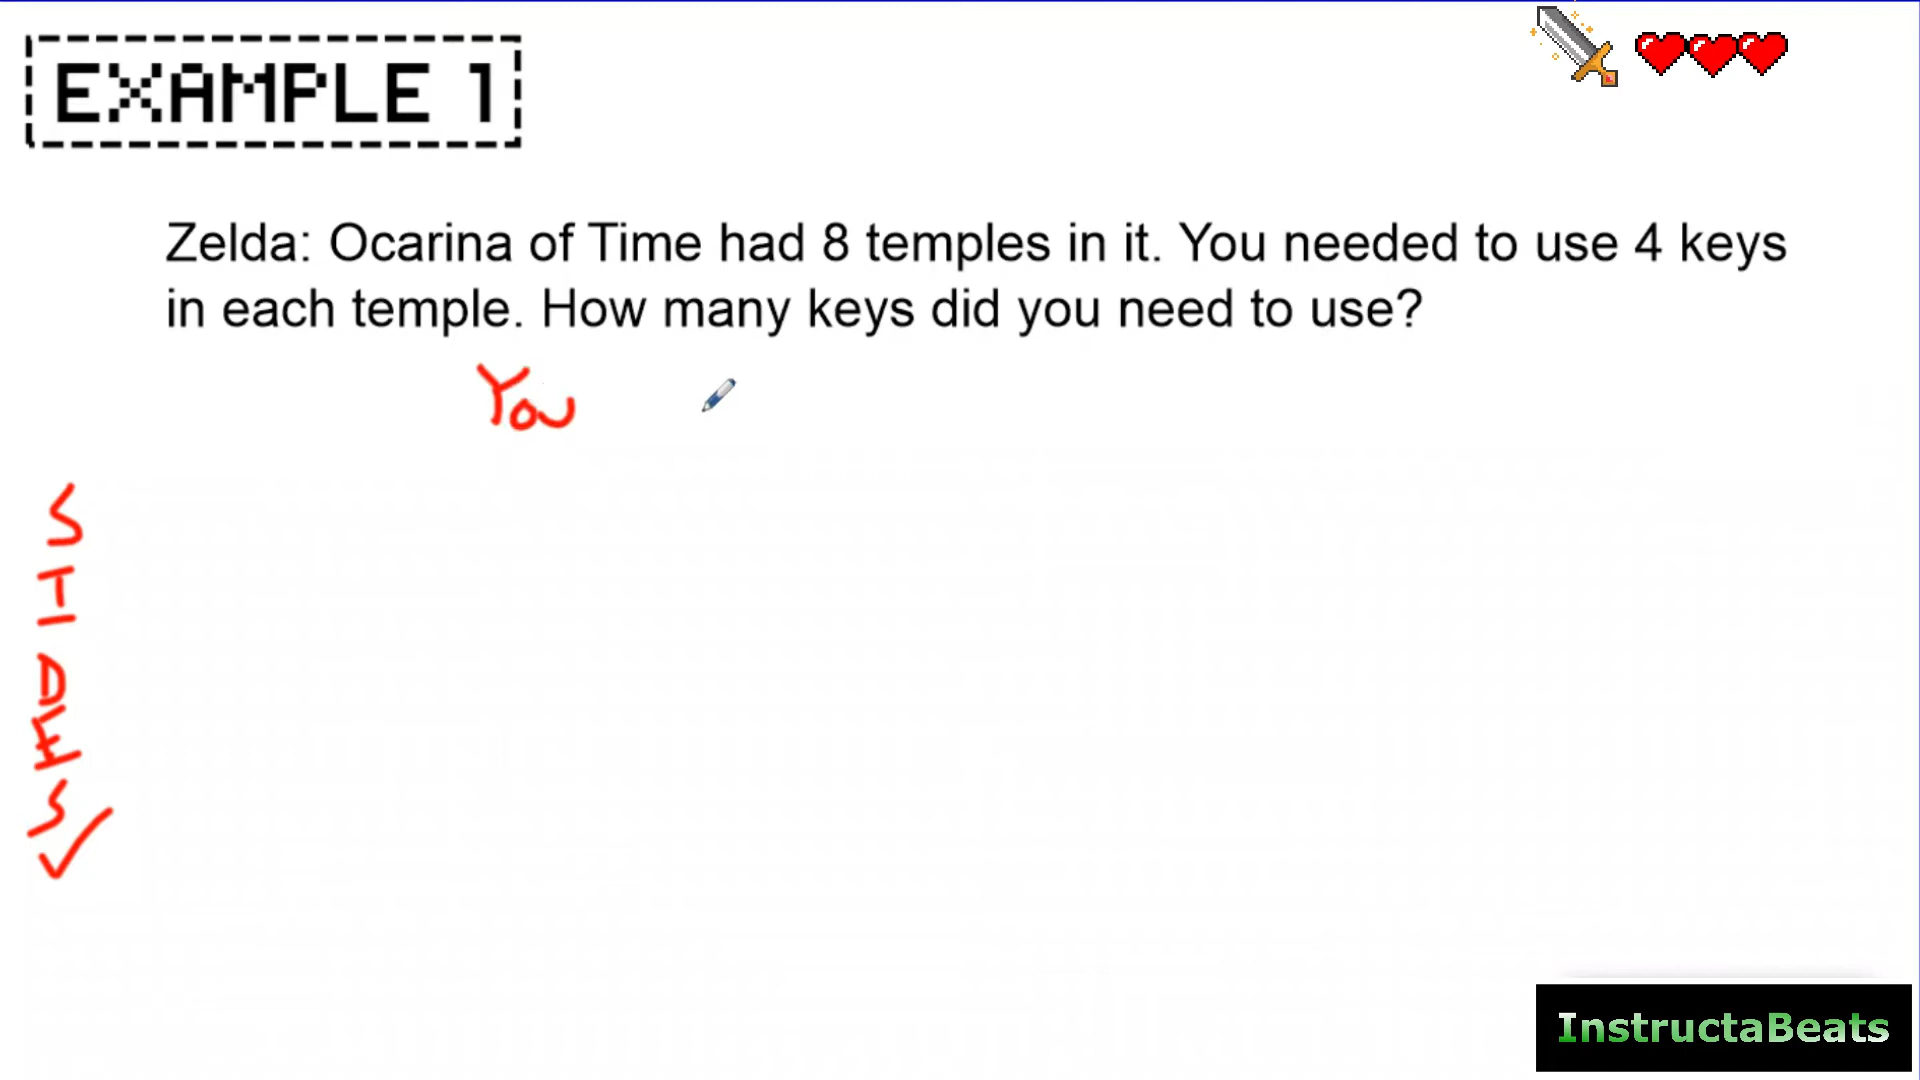 EXAMPLE 1
Zelda: Ocarina of Time had 8 temples in it. You needed to use 4 keys
in each temple. How many keys did you need to use?
You
S
I
D
E
S
InstructaBeats